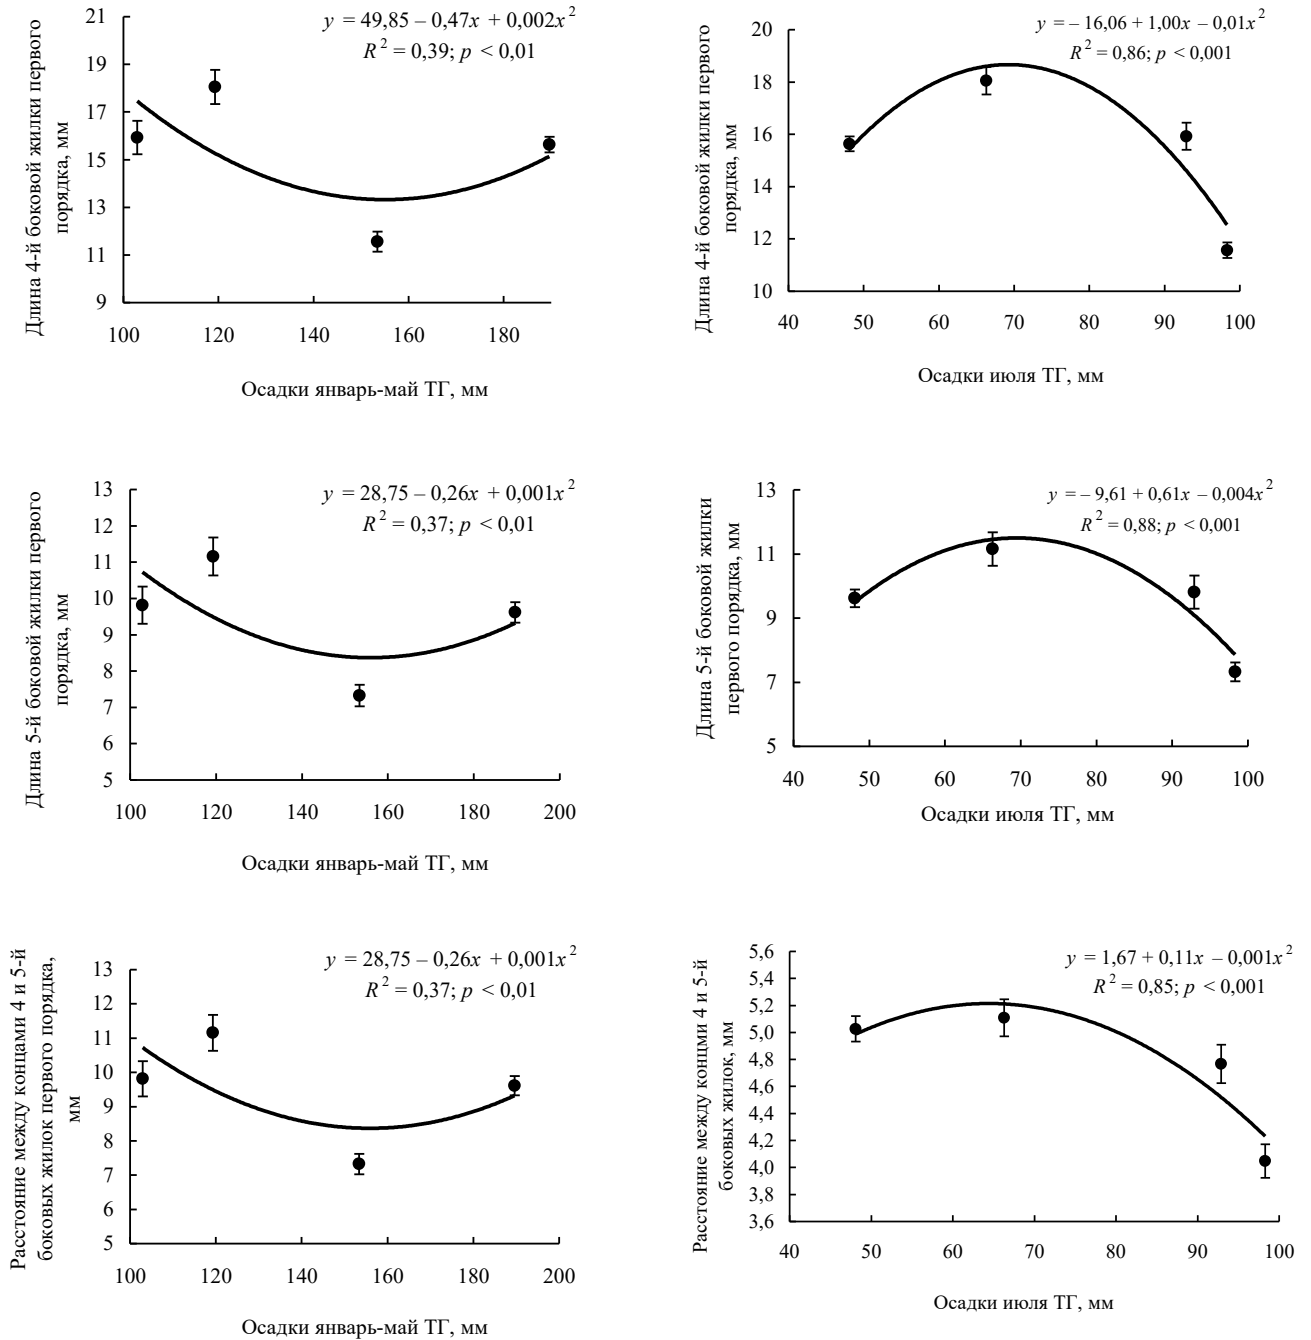 y = 49,85 – 0,47x + 0,002x²
R² = 0,39; p < 0,01
Длина 4-й боковой жилки первого
порядка, мм
21
19
17
15
13
11
9
100 120 140 160 180
Осадки январь-май ТГ, мм
y = – 16,06 + 1,00x – 0,01x²
R² = 0,86; p < 0,001
Длина 4-й боковой жилки первого
порядка, мм
20
18
16
14
12
10
40 50 60 70 80 90 100
Осадки июля ТГ, мм
y = 28,75 – 0,26x + 0,001x²
R² = 0,37; p < 0,01
Длина 5-й боковой жилки первого
порядка, мм
13
12
11
10
9
8
7
6
5
100 120 140 160 180 200
Осадки январь-май ТГ, мм
y = – 9,61 + 0,61x – 0,004x²
R² = 0,88; p < 0,001
Длина 5-й боковой жилки
первого порядка, мм
13
11
9
7
5
40 50 60 70 80 90 100
Осадки июля ТГ, мм
y = 28,75 – 0,26x + 0,001x²
R² = 0,37; p < 0,01
Расстояние между концами 4 и 5-й
боковых жилок первого порядка,
мм
13
12
11
10
9
8
7
6
5
100 120 140 160 180 200
Осадки январь-май ТГ, мм
y = 1,67 + 0,11x – 0,001x²
R² = 0,85; p < 0,001
Расстояние между концми 4 и 5-й
боковых жилок, мм
5,6
5,4
5,2
5,0
4,8
4,6
4,4
4,2
4,0
3,8
3,6
40 50 60 70 80 90 100
Осадки июля ТГ, мм